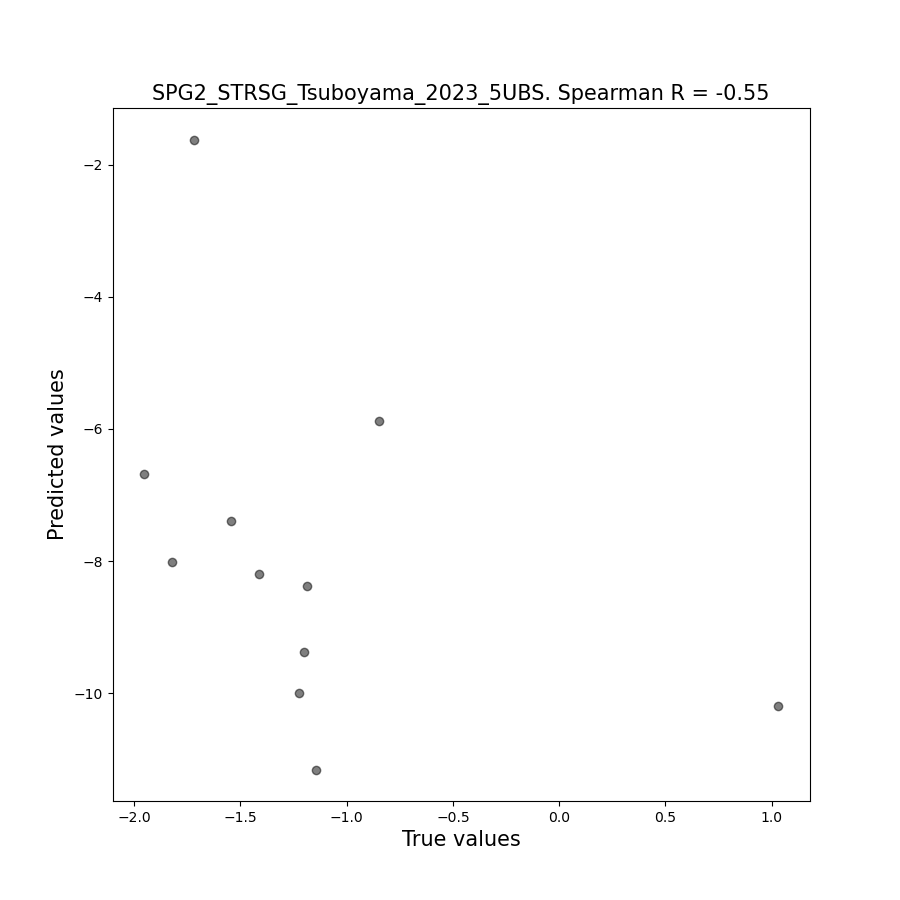 SPG2_STRSG_Tsuboyama_2023_5UBS. Spearman R = -0.55
−2
−4
−6
−8
−10
Predicted values
−2.0 −1.5 −1.0 −0.5 0.0 0.5 1.0
True values